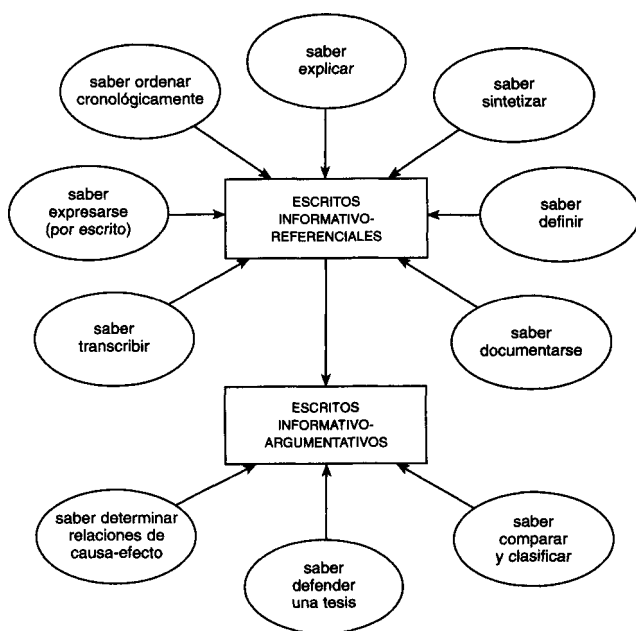 saber
explicar
saber ordenar
cronológicamente
saber
sintetizar
saber
expresarse
(por escrito)
ESCRITOS
INFORMATIVO-
REFERENCIALES
saber
definir
saber
transcribir
saber
documentarse
ESCRITOS
INFORMATIVO-
ARGUMENTATIVOS
saber determinar
relaciones de
causa-efecto
saber
defender
una tesis
saber
comparar
y clasificar